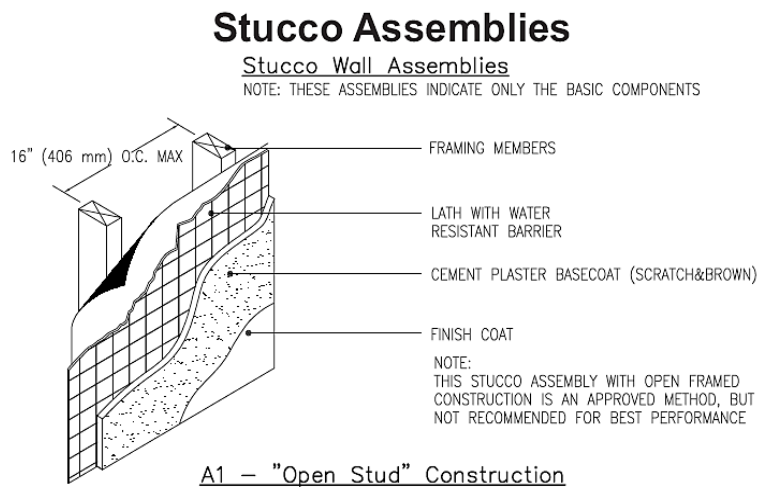 Stucco Assemblies
Stucco Wall Assemblies
NOTE: THESE ASSEMBLIES INDICATE ONLY THE BASIC COMPONENTS
16" (406 mm) O.C. MAX
FRAMING MEMBERS
LATH WITH WATER
RESISTANT BARRIER
CEMENT PLASTER BASECOAT (SCRATCH&BROWN)
FINISH COAT
NOTE:
THIS STUCCO ASSEMBLY WITH OPEN FRAMED
CONSTRUCTION IS AN APPROVED METHOD, BUT
NOT RECOMMENDED FOR BEST PERFORMANCE
A1 – "Open Stud" Construction